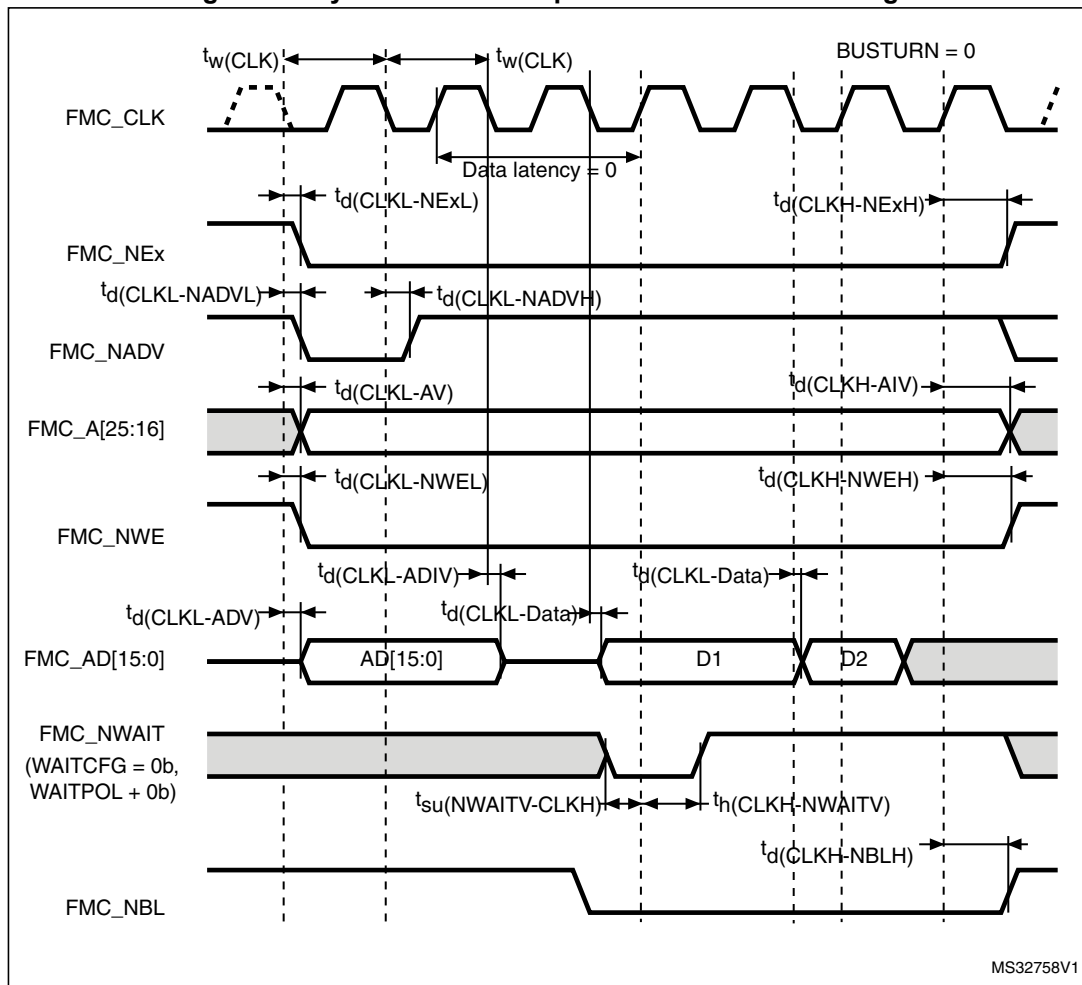 tw(CLK)
tw(CLK)
BUSTURN = 0
FMC_CLK
Data latency = 0
td(CLKL-NExL)
td(CLKH-NExH)
FMC_NEx
td(CLKL-NADVL)
td(CLKL-NADVH)
FMC_NADV
td(CLKL-AV)
td(CLKH-AIV)
FMC_A[25:16]
td(CLKL-NWEL)
td(CLKH-NWEH)
FMC_NWE
td(CLKL-ADIV)
td(CLKL-Data)
td(CLKL-ADV)
td(CLKL-Data)
FMC_AD[15:0]
AD[15:0]
D1
D2
FMC_NWAIT
(WAITCFG = 0b,
WAITPOL + 0b)
tsu(NWAITV-CLKH)
th(CLKH-NWAITV)
td(CLKH-NBLH)
FMC_NBL
MS32758V1